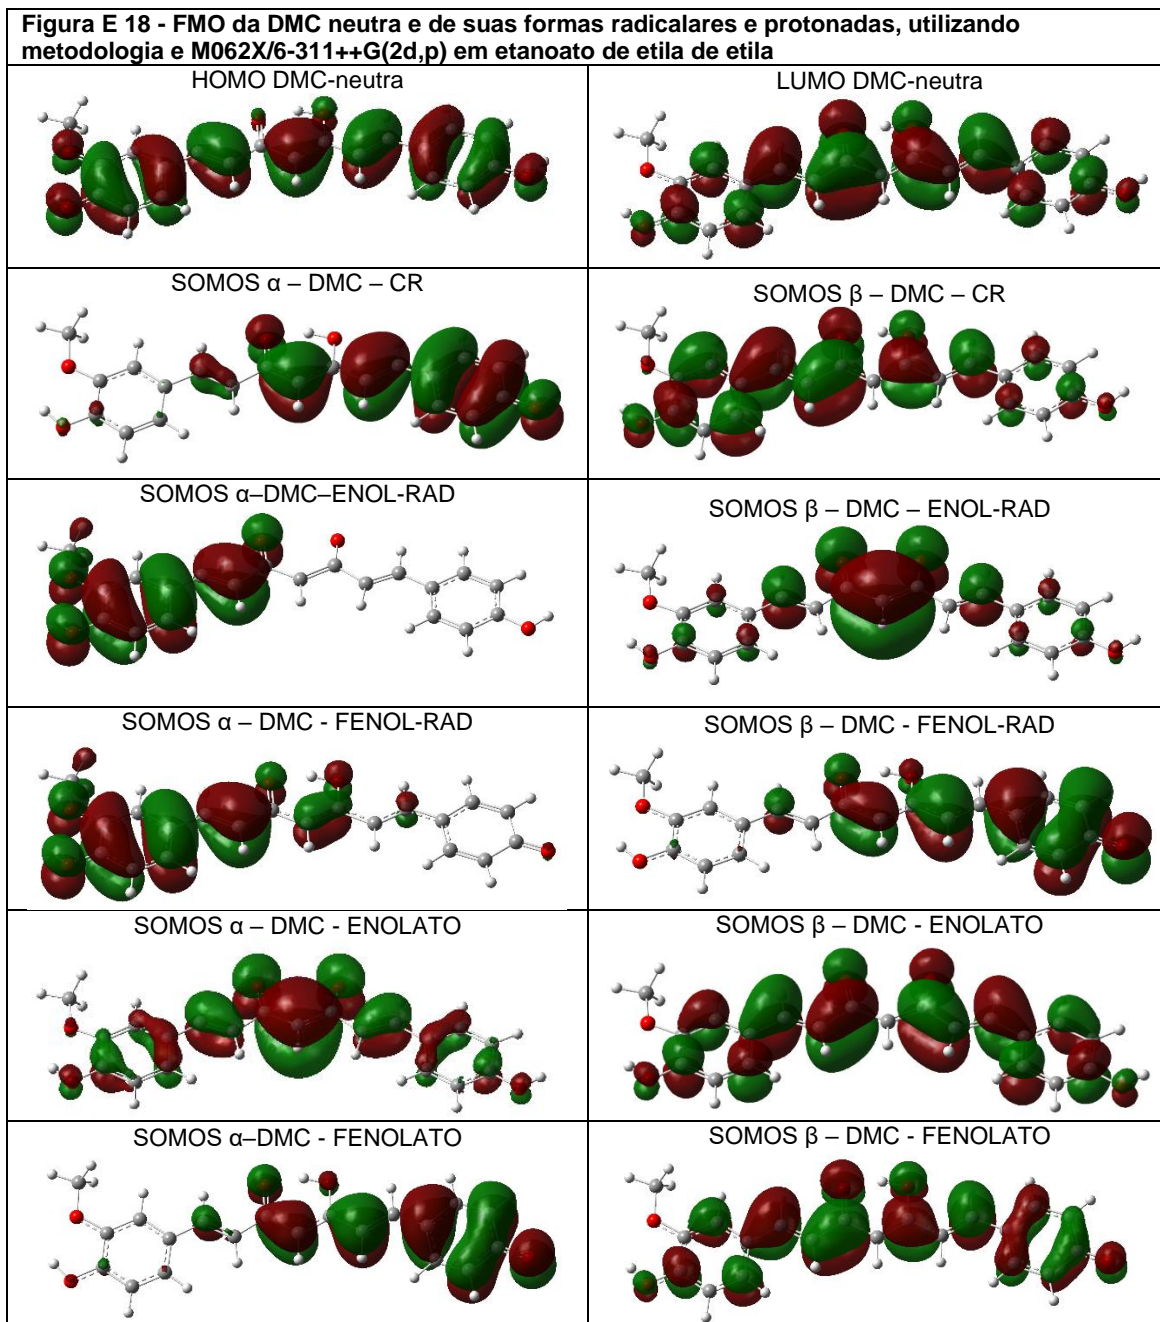 Figura E 18 - FMO da DMC neutra e de suas formas radicalares e protonadas, utilizando
metodologia e M062X/6-311++G(2d,p) em etanoato de etila de etila
HOMO DMC-neutra
LUMO DMC-neutra
SOMOS α – DMC – CR
SOMOS β – DMC – CR
SOMOS α–DMC–ENOL-RAD
SOMOS β – DMC – ENOL-RAD
SOMOS α – DMC - FENOL-RAD
SOMOS β – DMC - FENOL-RAD
SOMOS α – DMC - ENOLATO
SOMOS β – DMC - ENOLATO
SOMOS α–DMC - FENOLATO
SOMOS β – DMC - FENOLATO